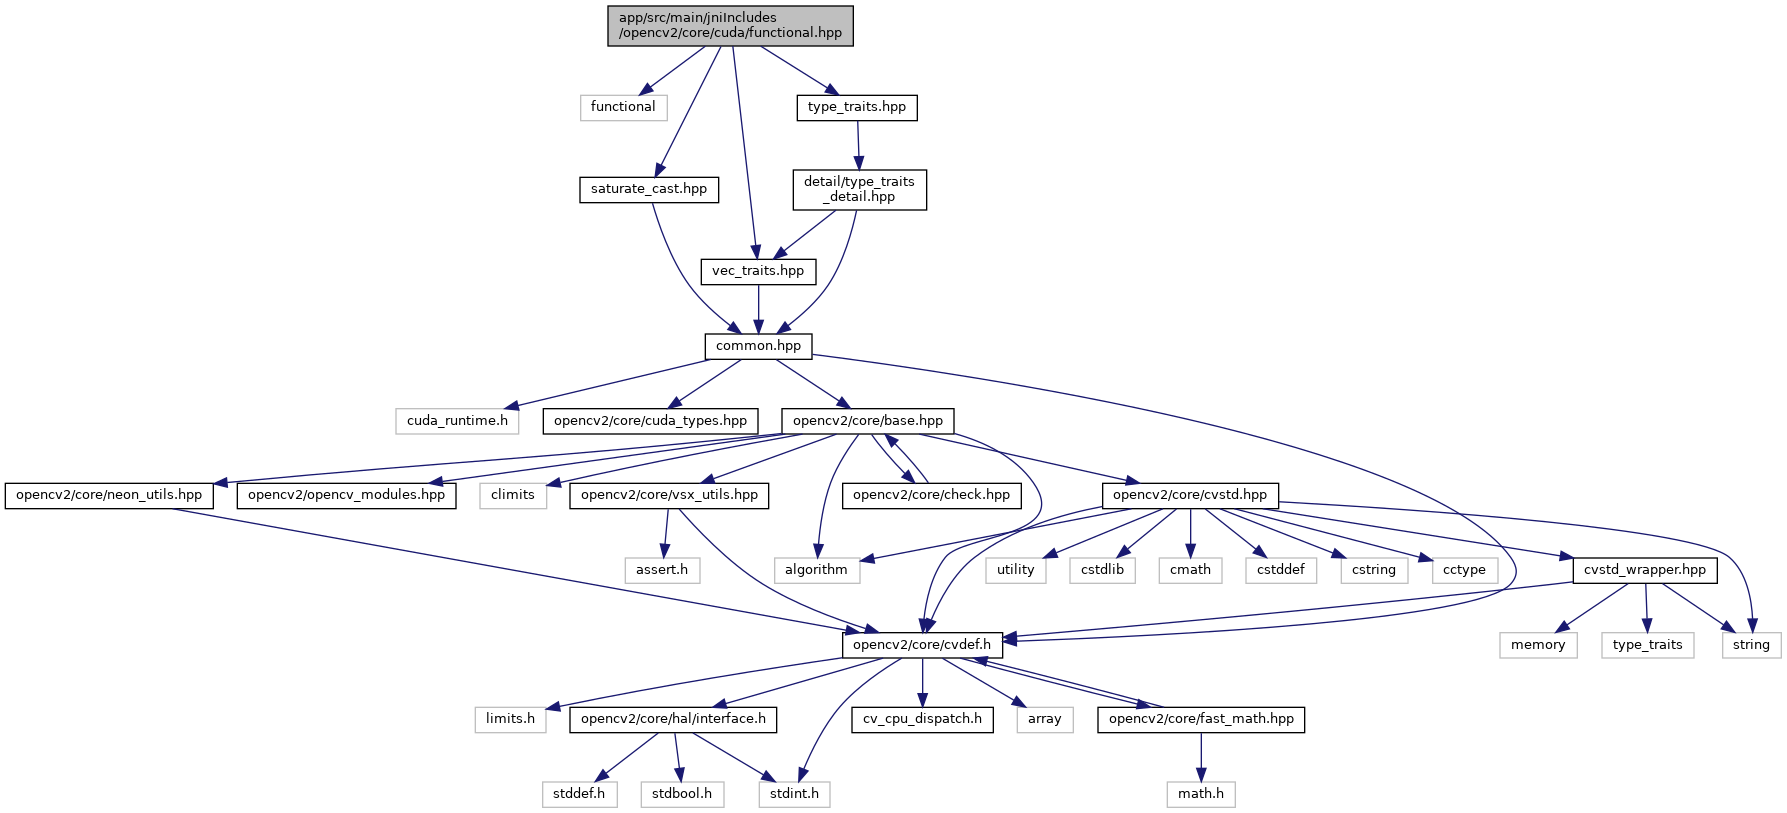 app/src/main/jniIncludes
/opencv2/core/cuda/functional.hpp
functional
type_traits.hpp
saturate_cast.hpp
detail/type_traits
_detail.hpp
vec_traits.hpp
common.hpp
cuda_runtime.h
opencv2/core/cuda_types.hpp
opencv2/core/base.hpp
opencv2/core/neon_utils.hpp
opencv2/opencv_modules.hpp
climits
opencv2/core/vsx_utils.hpp
opencv2/core/check.hpp
opencv2/core/cvstd.hpp
assert.h
algorithm
utility
cstdlib
cmath
cstddef
cstring
cctype
cvstd_wrapper.hpp
opencv2/core/cvdef.h
memory
type_traits
string
limits.h
opencv2/core/hal/interface.h
cv_cpu_dispatch.h
array
opencv2/core/fast_math.hpp
stddef.h
stdbool.h
stdint.h
math.h